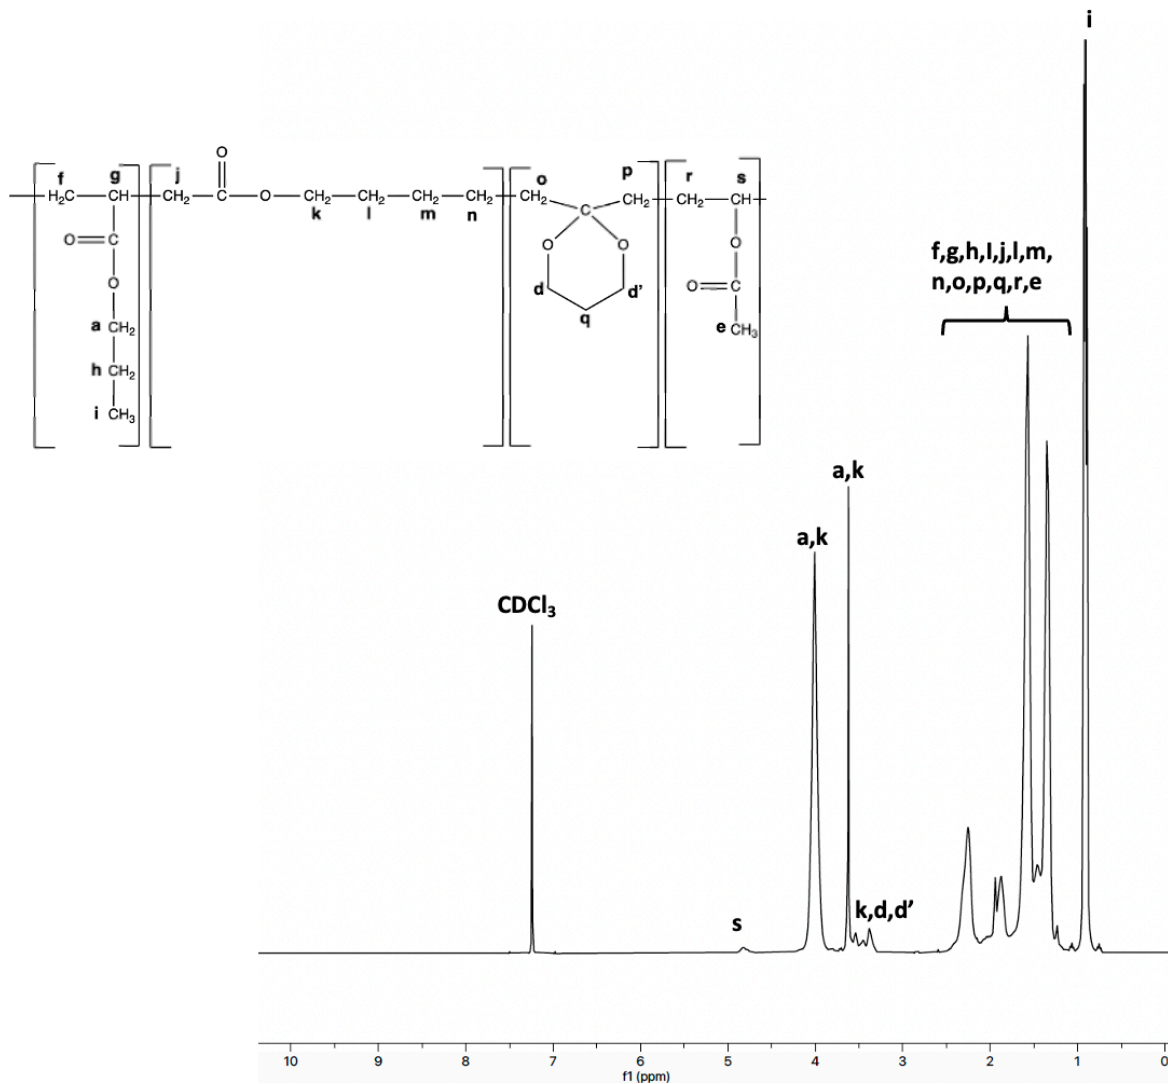 i
O
f
g
j
o
p
r
s
H₂C
CH
CH₂
C
O
CH₂
CH₂
CH₂
CH₂
CH₂
CH₂
CH₂
CH
k
l
m
n
C
O
C
O
O
O
O
d
d'
O
C
q
a
CH₂
e
CH₃
h
CH₂
i
CH₃
f,g,h,I,j,l,m,
n,o,p,q,r,e
a,k
a,k
CDCl₃
s
k,d,d’
10
9
8
7
6
5
4
3
2
1
0
f1 (ppm)